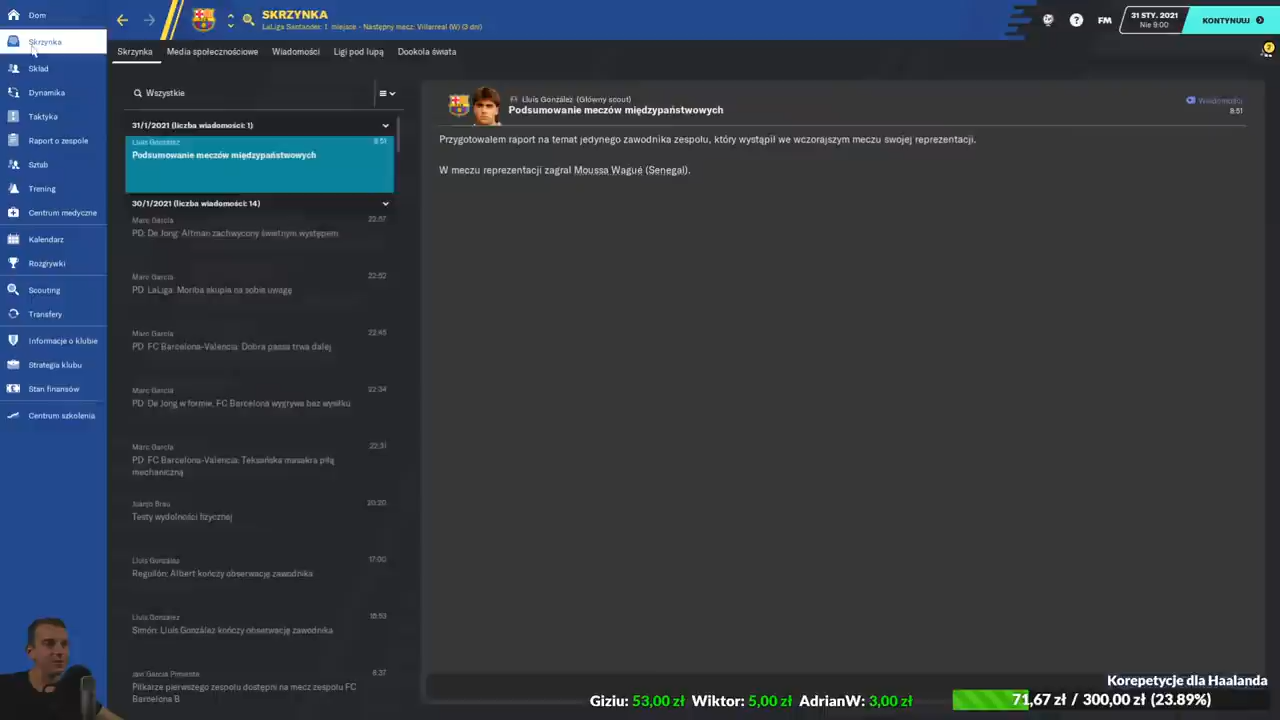 Dom
Skrzynka
Skład
Dynamika
Taktyka
Raport o zespole
Sztab
Trening
Centrum medyczne
Kalendarz
Rozgrywki
Scouting
Transfery
Informacje o klubie
Strategia klubu
Stan finansów
Centrum szkolenia
SKRZYNKA
LaLiga Santander: 1 miejsce - Następny mecz: Villarreal (W) (3 dni)
FM
31 STY. 2021
Nie 9:00
KONTYNUUJ
2
Skrzynka
Media społecznościowe
Wiadomości
Ligi pod lupą
Dookoła świata
Wszystkie
31/1/2021 (liczba wiadomości: 1)
Lluís González 8:51
Podsumowanie meczów międzypaństwowych
30/1/2021 (liczba wiadomości: 14)
Marc García 22:57
PD: De Jong: Altman zachwycony świetnym występem
Marc García 22:52
PD: LaLiga: Moriba skupia na sobie uwagę
Marc García 22:45
PD: FC Barcelona-Valencia: Dobra passa trwa dalej
Marc García 22:34
PD: De Jong w formie, FC Barcelona wygrywa bez wysiłku
Marc García 22:31
PD: FC Barcelona-Valencia: Teksańska masakra piłą
mechaniczną
Juanjo Brau 20:20
Testy wydolności fizycznej
Lluís González 17:00
Reguilón: Albert kończy obserwację zawodnika
Lluís González 16:53
Simón: Lluís González kończy obserwację zawodnika
8:37
Piłkarze pierwszego zespołu dostępni na mecz zespołu FC
Barcelona B
Lluís González (Główny scout)
Podsumowanie meczów międzypaństwowych
Wiadomości
8:51
Przygotowałem raport na temat jedynego zawodnika zespołu, który wystąpił we wczorajszym meczu swojej reprezentacji.
W meczu reprezentacji zagrał Moussa Wagué (Senegal).
Korepetycje dla Haalanda
Giziu: 53,00 zł Wiktor: 5,00 zł AdrianW: 3,00 zł
71,67 zł / 300,00 zł (23.89%)